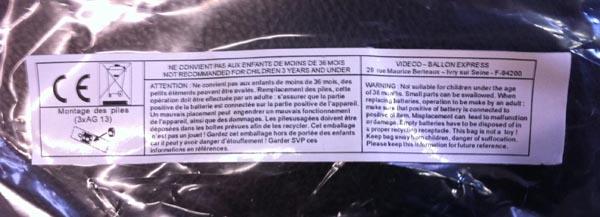 CE
Montage des piles
(3xAG 13)
NE CONVIENT PAS AUX ENFANTS DE MOINS DE 36 MOIS
NOT RECOMMANDED FOR CHILDREN 3 YEARS AND UNDER
ATTENTION : Ne convient pas aux enfants de moins de 36 mois, des
petits éléments peuvent être avalés. Remplacement des piles, cette
opération doit être effectuée par un adulte : s'assurer que la partie
positive de la batterie est connectée sur la partie positive de l'appareil.
Un mauvais placement peut engendrer un mauvais fonctionnement
de l'appareil, ainsi que des dommages. Les piles usagées doivent être
déposées dans les boites prévues afin de les recycler. Cet emballage
n'est pas un jouet ! Gardez cet emballage hors de portée des enfants
car il peut y avoir danger d'étouffement ! Garder SVP ces
informations en références.
VIDECO – BALLON EXPRESS
29 rue Maurice Berteaux – Ivry sur Seine - F-94200
WARNING : Not suitable for children under the age
of 36 months. Small parts can be swallowed. When
replacing batteries, operation to be make by an adult :
make sure that positive of battery is connected to
positive of item. Misplacement can lead to malfunction
or damage. Empty batteries have to be disposed of in
a proper recycling receptacle. This bag is not a toy !
Keep bag away from children, danger of suffocation.
Please keep this information for future reference.